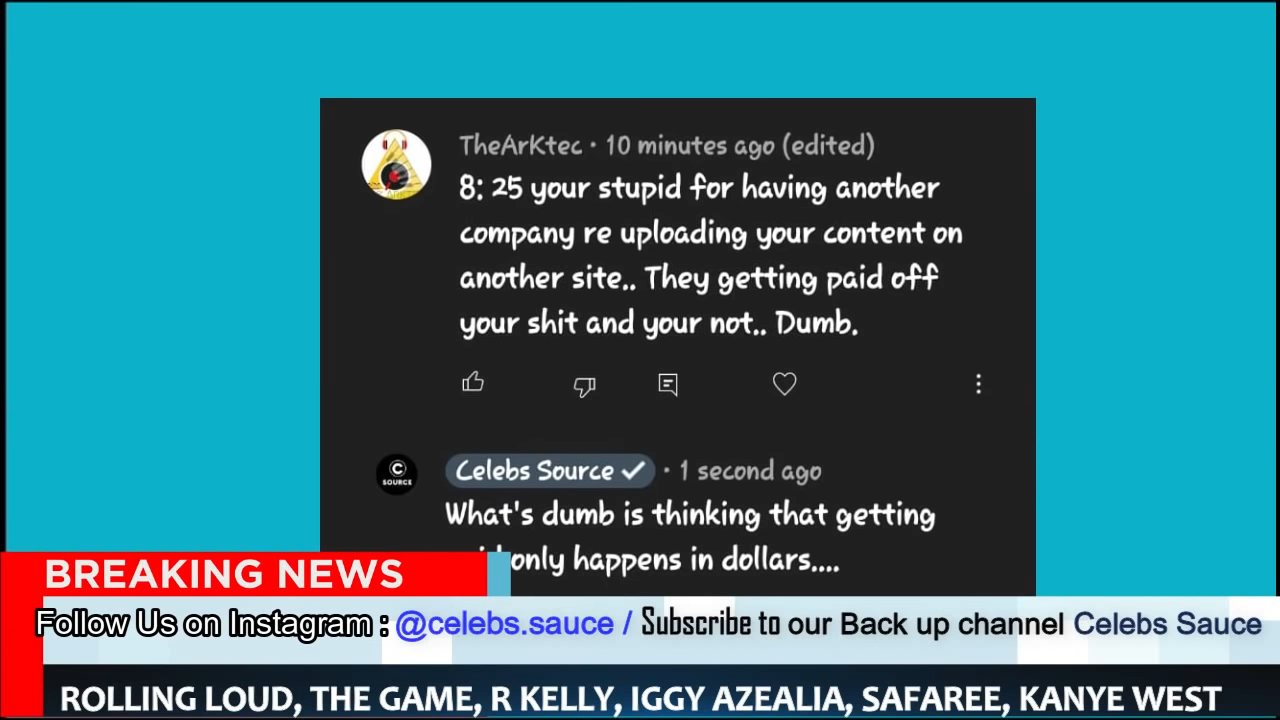 TheArKtec · 10 minutes ago (edited)
8: 25 your stupid for having another
company re uploading your content on
another site.. They getting paid off
your shit and your not.. Dumb.
C
SOURCE
Celebs Source ✓ · 1 second ago
What's dumb is thinking that getting
only happens in dollars....
BREAKING NEWS
Follow Us on Instagram : @celebs.sauce / Subscribe to our Back up channel Celebs Sauce
ROLLING LOUD, THE GAME, R KELLY, IGGY AZEALIA, SAFAREE, KANYE WEST